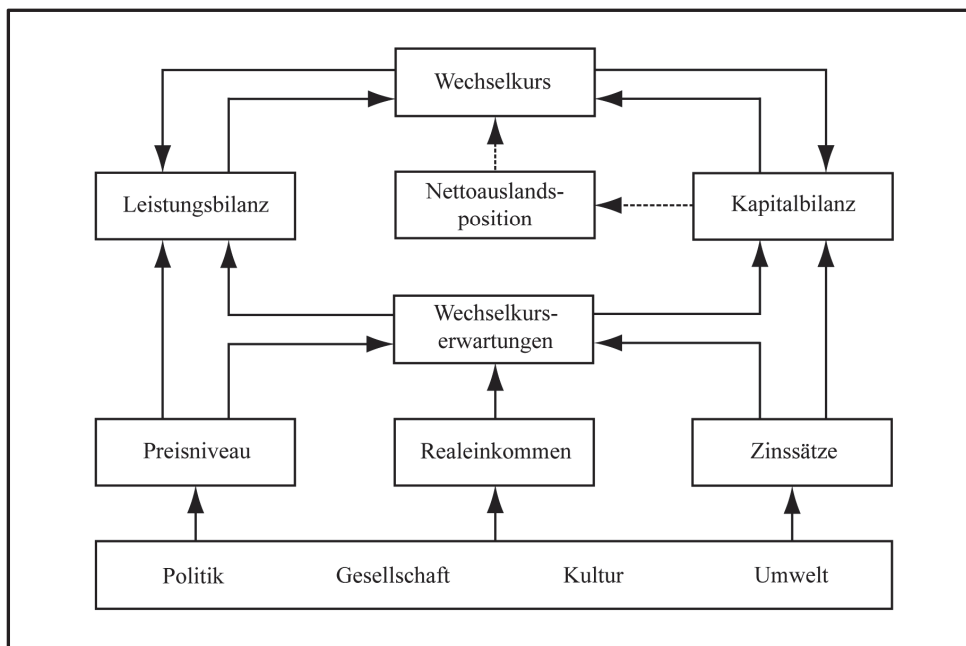 Wechselkurs
Leistungsbilanz
Nettoauslands-
position
Kapitalbilanz
Wechselkurs-
erwartungen
Preisniveau
Realeinkommen
Zinssätze
Politik Gesellschaft Kultur Umwelt